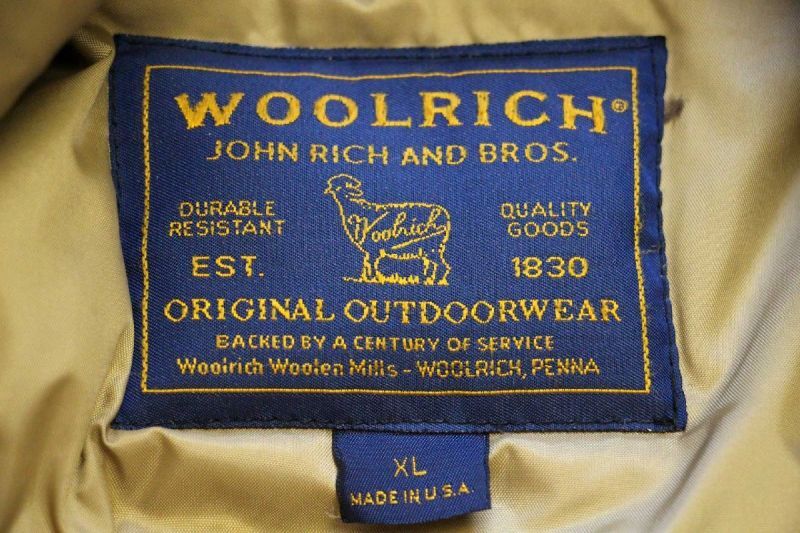 WOOLRICH®
JOHN RICH AND BROS.
DURABLE
RESISTANT
Woolrich
QUALITY
GOODS
EST.
1830
ORIGINAL OUTDOORWEAR
BACKED BY A CENTURY OF SERVICE
Woolrich Woolen Mills - WOOLRICH, PENNA
XL
MADE IN U.S.A.